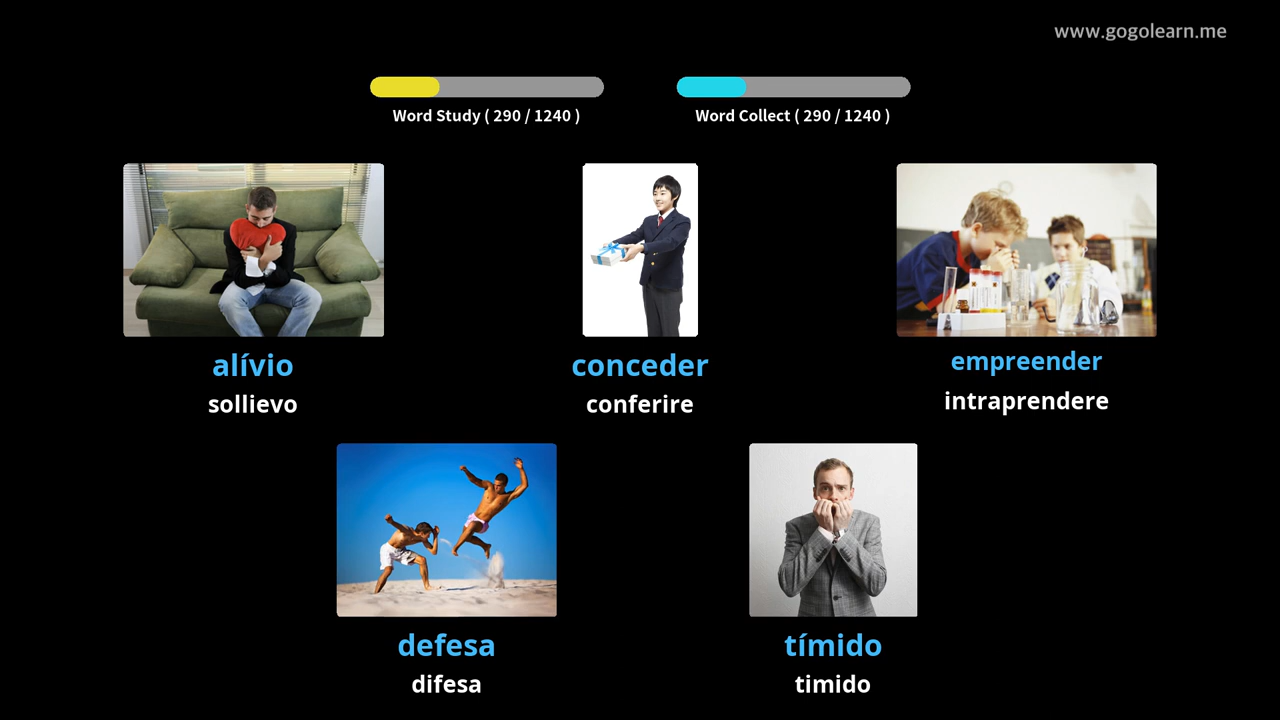 www.gogolearn.me
Word Study ( 290 / 1240 )
Word Collect ( 290 / 1240 )
alívio
sollievo
conceder
conferire
empreender
intraprendere
defesa
difesa
tímido
timido